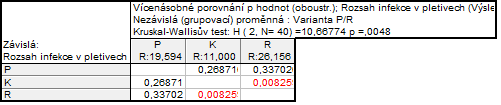 Vícenásobné porovnání p hodnot (oboustr.); Rozsah infekce v pletivech (Výsle
Nezávislá (grupovací) proměnná : Varianta P/R
Kruskal-Wallisův test: H ( 2, N= 40) =10,66774 p =,0048
Závislá: P K R
Rozsah infekce v pletivech R:19,594 R:11,000 R:26,156
P 0,26871 0,33702
K 0,26871 0,00825
R 0,33702 0,00825